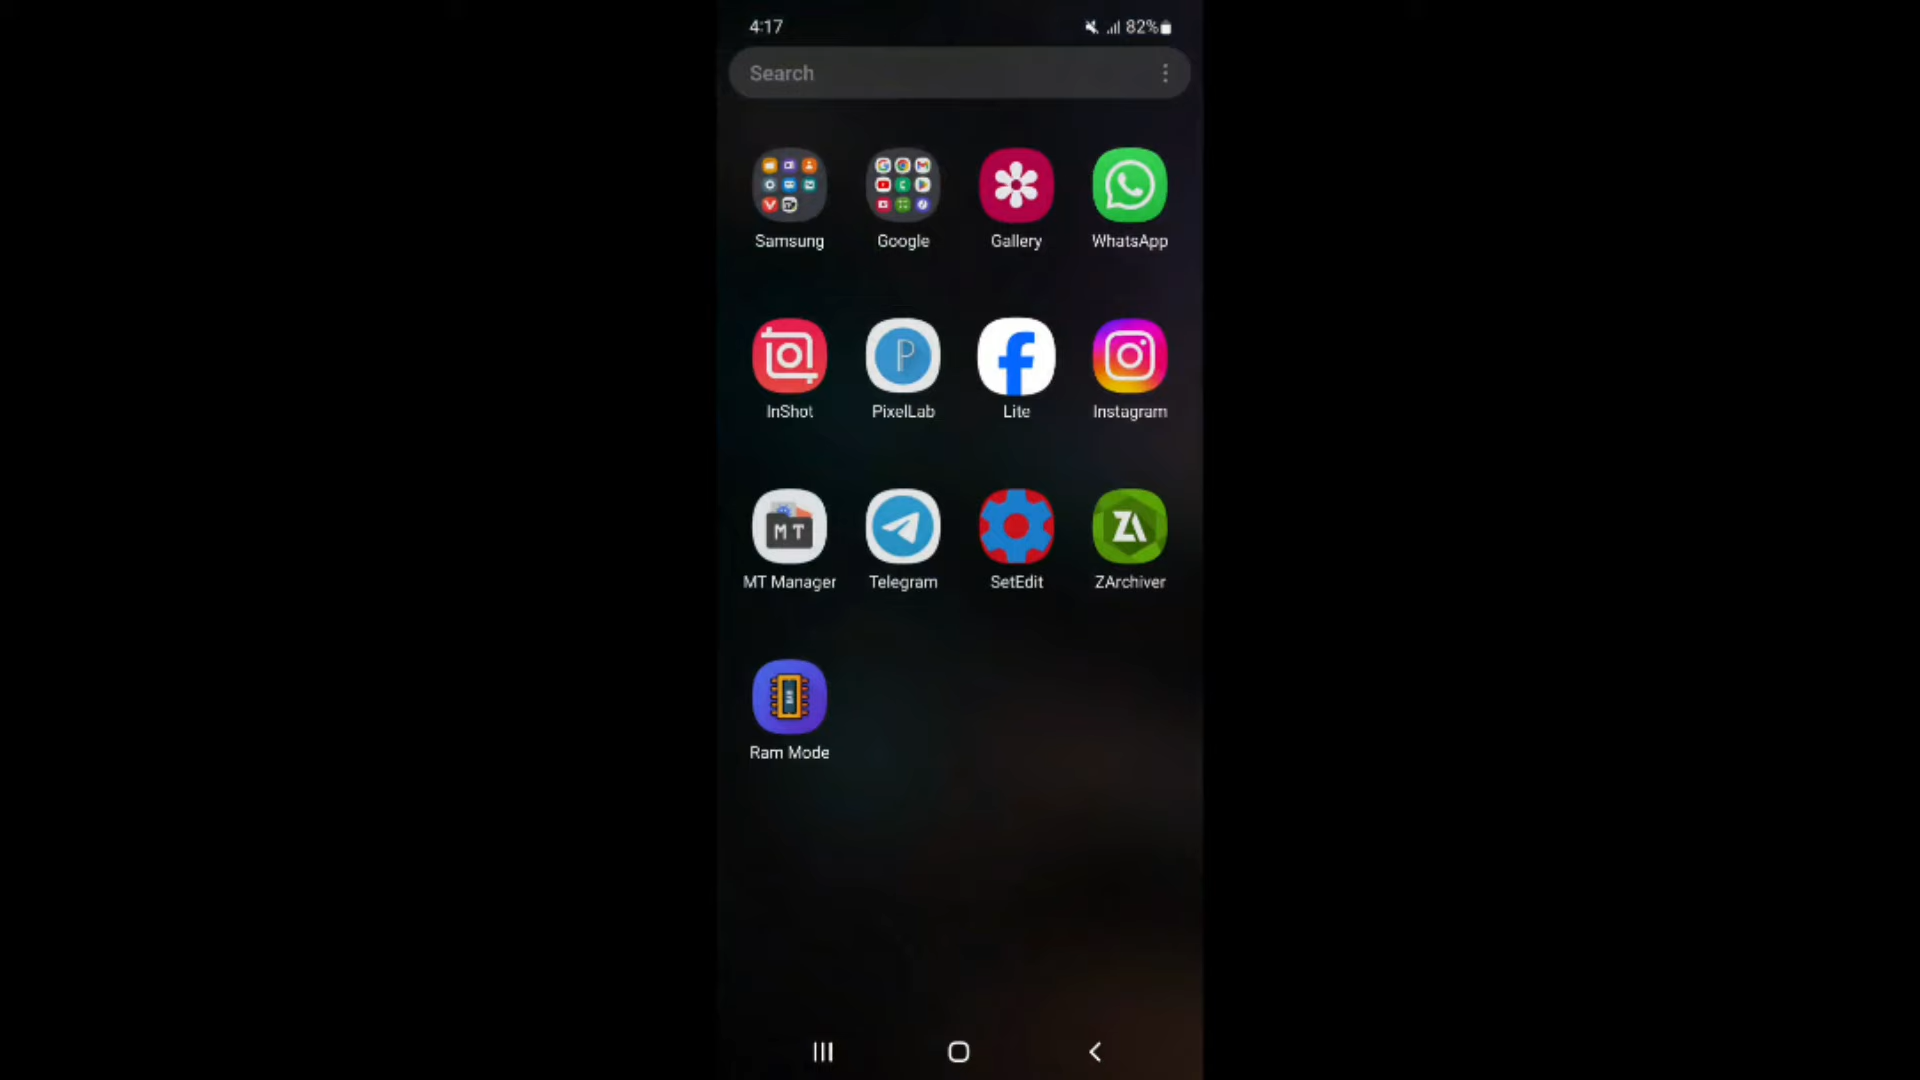 4:17 82%
Search
Samsung Google Gallery WhatsApp
InShot PixelLab Lite Instagram
MT
MT Manager Telegram SetEdit ZArchiver
Ram Mode